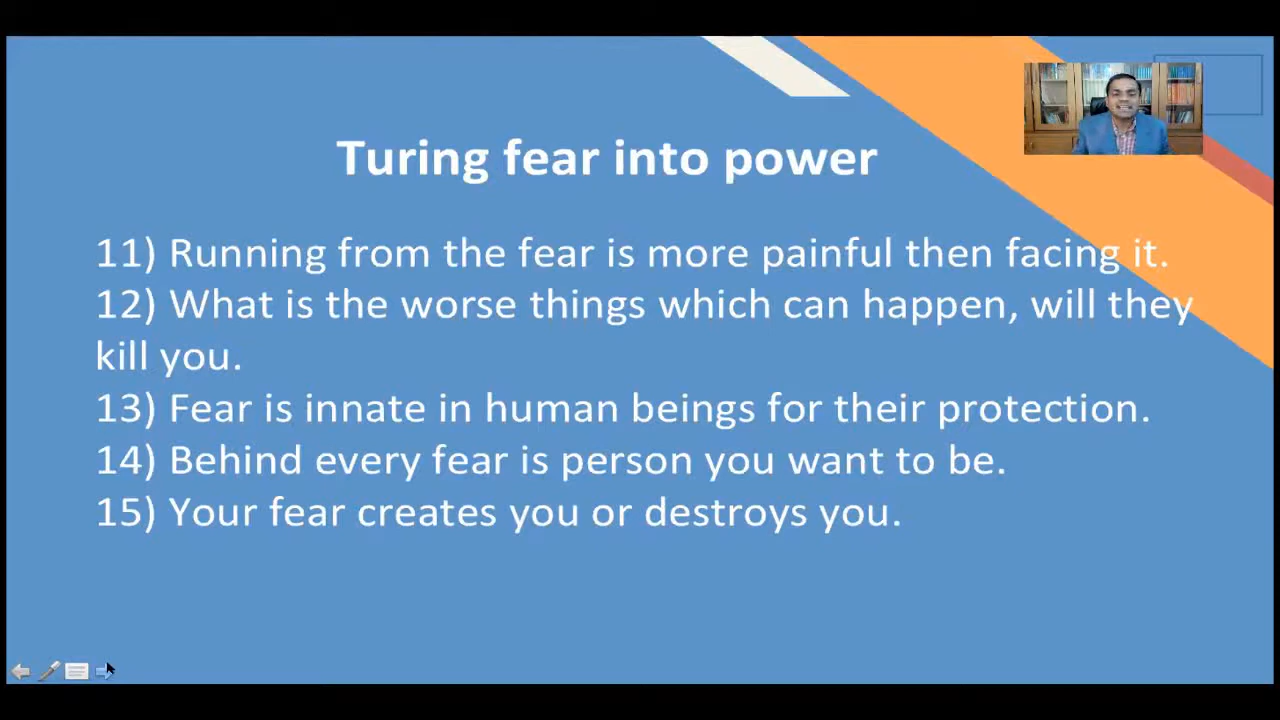 Turing fear into power
11) Running from the fear is more painful then facing it.
12) What is the worse things which can happen, will they
kill you.
13) Fear is innate in human beings for their protection.
14) Behind every fear is person you want to be.
15) Your fear creates you or destroys you.